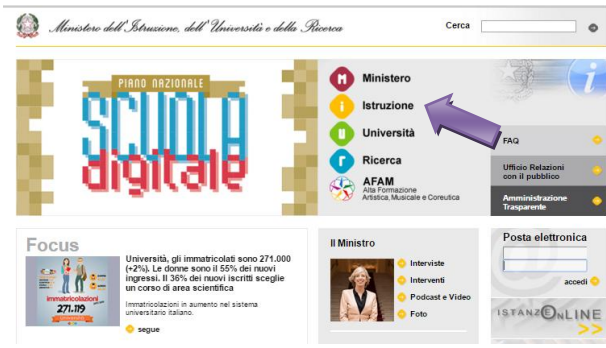 Ministero dell'Istruzione, dell'Università e della Ricerca
Cerca
PIANO NAZIONALE
SCUOLA
digitale
m Ministero
i Istruzione
u Università
r Ricerca
AFAM
Alta Formazione
Artistica, Musicale e Coreutica
i
FAQ
Ufficio Relazioni
con il pubblico
Amministrazione
Trasparente
Focus
immatricolazioni
271.119
Università, gli immatricolati sono 271.000
(+2%). Le donne sono il 55% dei nuovi
ingressi. Il 36% dei nuovi iscritti sceglie
un corso di area scientifica
Immatricolazioni in aumento nel sistema
universitario italiano.
segue
Il Ministro
Interviste
Interventi
Podcast e Video
Foto
Posta elettronica
@
accedi
ISTANZE ONLINE
>>